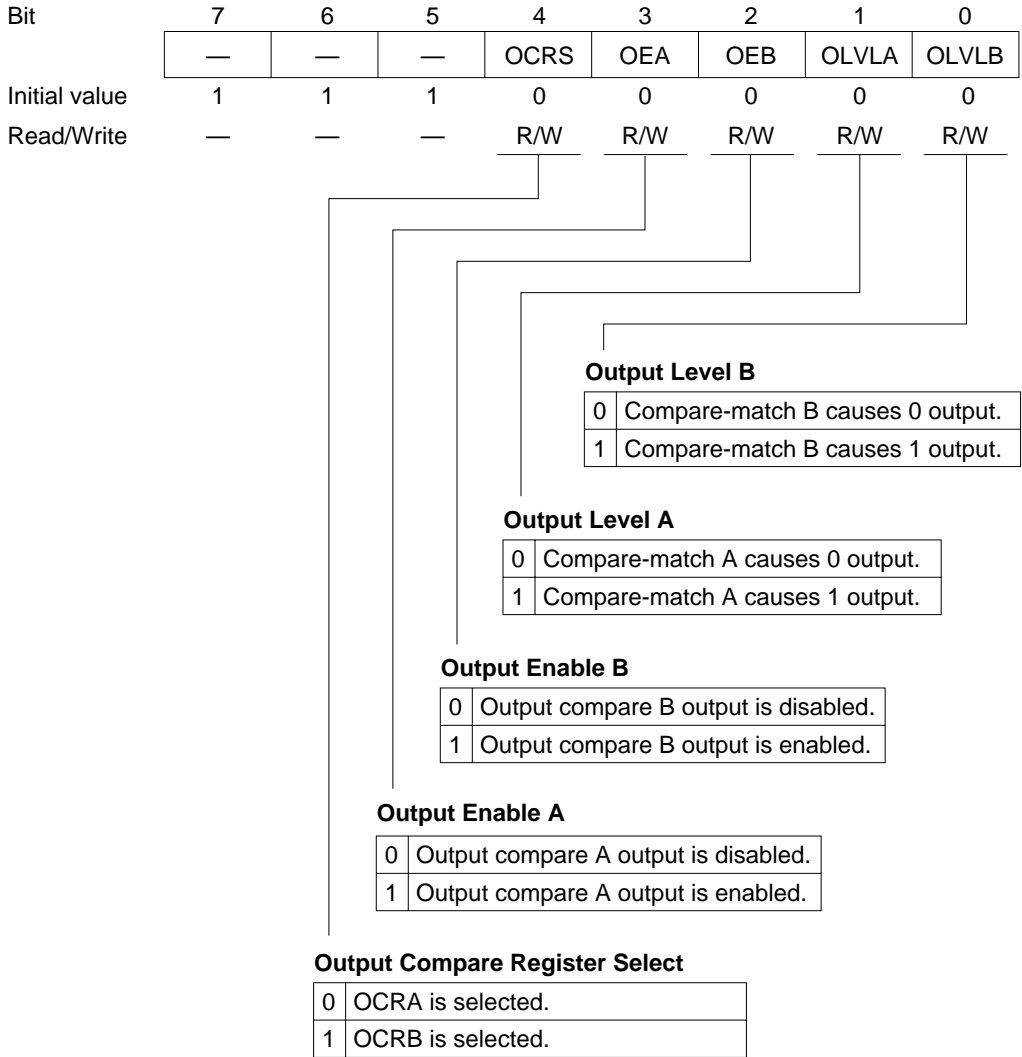 Bit 7 6 5 4 3 2 1 0
— — — OCRS OEA OEB OLVLA OLVLB
Initial value 1 1 1 0 0 0 0 0
Read/Write — — — R/W R/W R/W R/W R/W
Output Level B
0 Compare-match B causes 0 output.
1 Compare-match B causes 1 output.
Output Level A
0 Compare-match A causes 0 output.
1 Compare-match A causes 1 output.
Output Enable B
0 Output compare B output is disabled.
1 Output compare B output is enabled.
Output Enable A
0 Output compare A output is disabled.
1 Output compare A output is enabled.
Output Compare Register Select
0 OCRA is selected.
1 OCRB is selected.